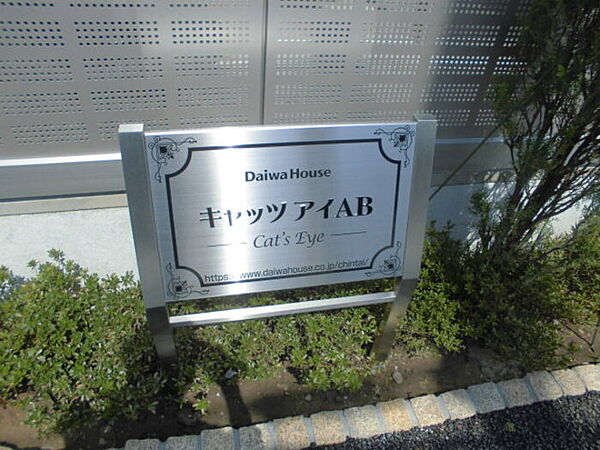 Daiwa House
キャッツ アイAB
Cat's Eye
https://www.daiwahouse.co.jp/chintai/